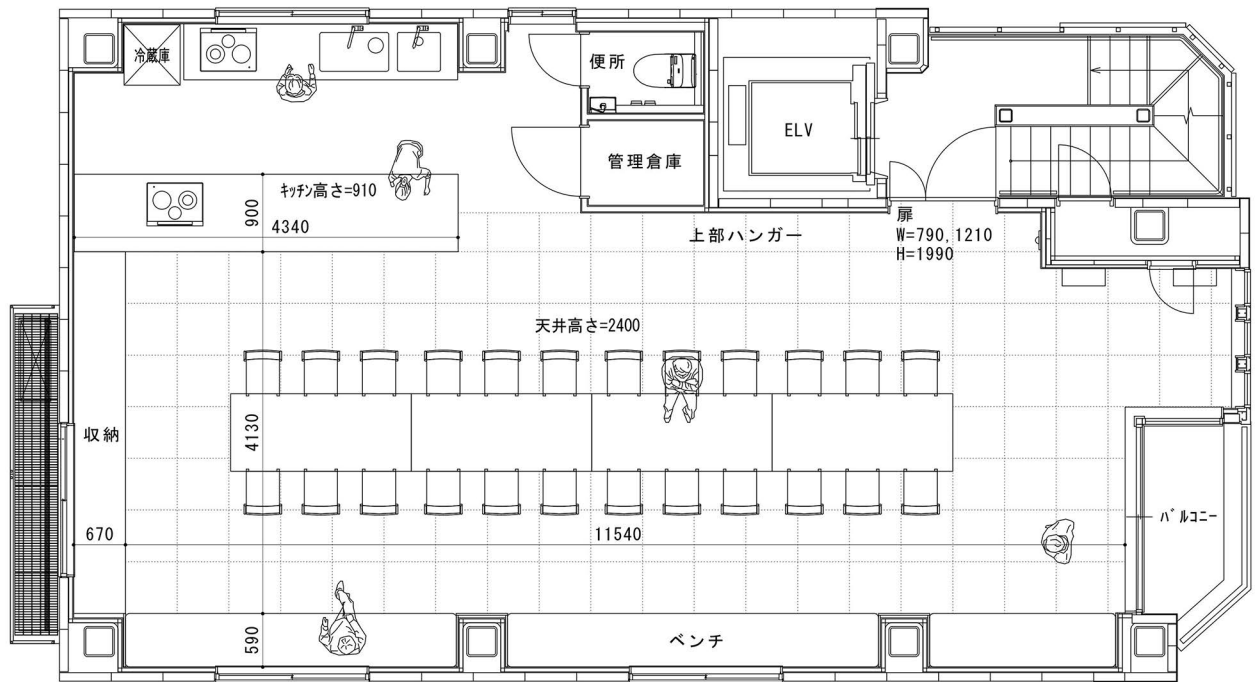 冷蔵庫
便所
ELV
管理倉庫
キッチン高さ=910
900
4340
上部ハンガー
扉
W=790,1210
H=1990
天井高さ=2400
収納
4130
バルコニー
670
11540
590
ベンチ